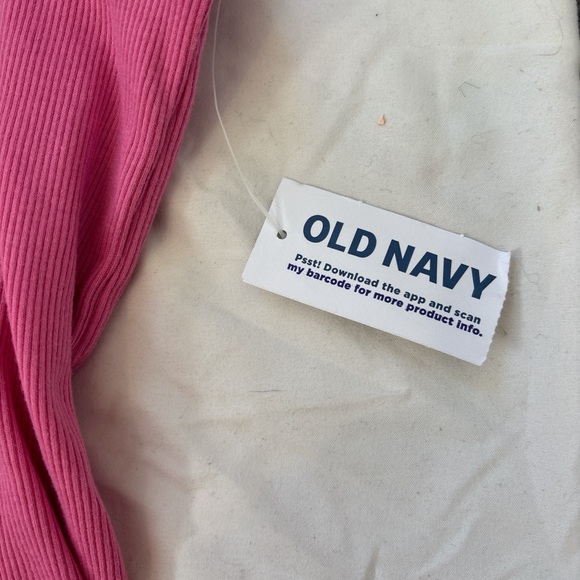 OLD NAVY
Psst! Download the app and scan
my barcode for more product info.